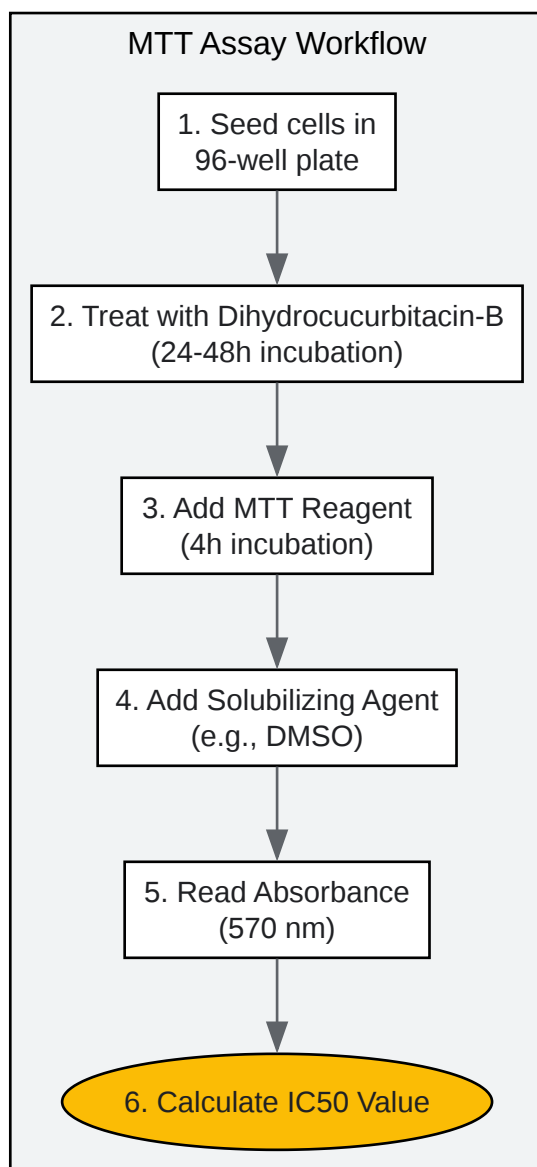 MTT Assay Workflow
1. Seed cells in
96-well plate
2. Treat with Dihydrocucurbitacin-B
(24-48h incubation)
3. Add MTT Reagent
(4h incubation)
4. Add Solubilizing Agent
(e.g., DMSO)
5. Read Absorbance
(570 nm)
6. Calculate IC50 Value